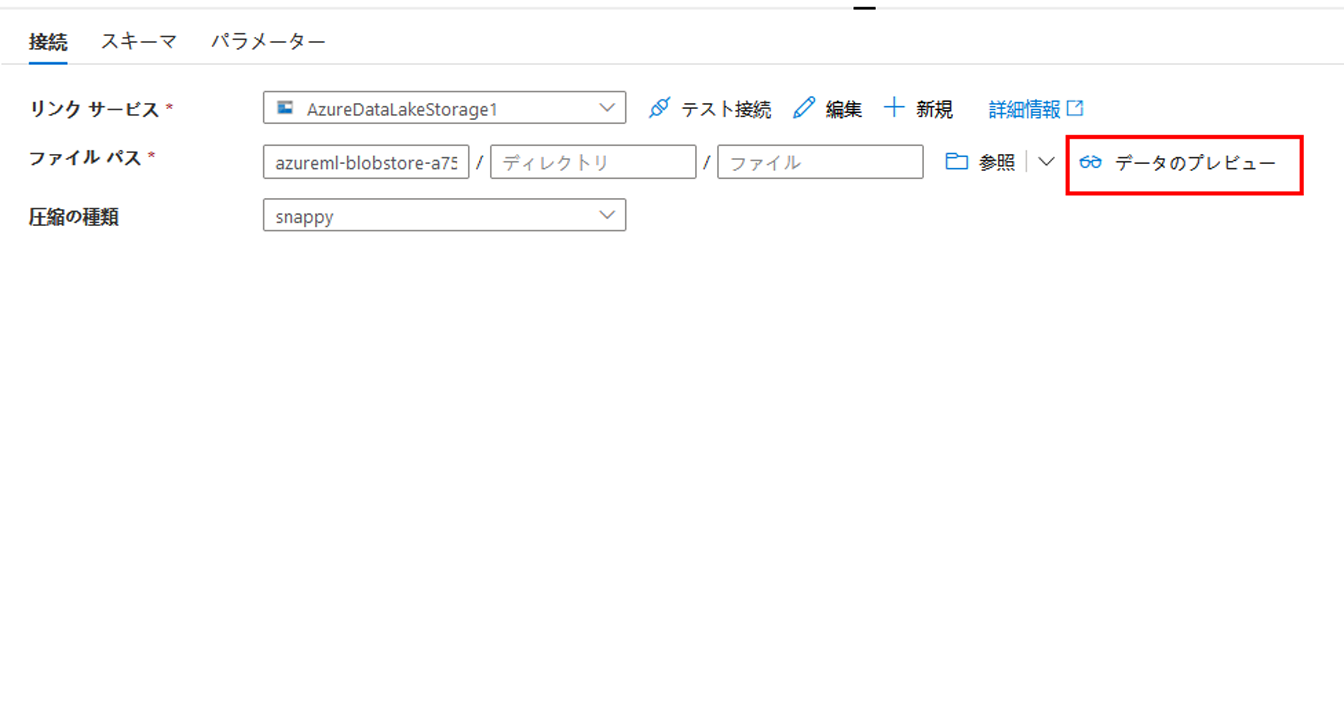 接続 スキーマ パラメーター
リンク サービス * AzureDataLakeStorage1 テスト接続 編集 新規 詳細情報
ファイル パス * azureml-blobstore-a75 / ディレクトリ / ファイル 参照 データのプレビュー
圧縮の種類 snappy